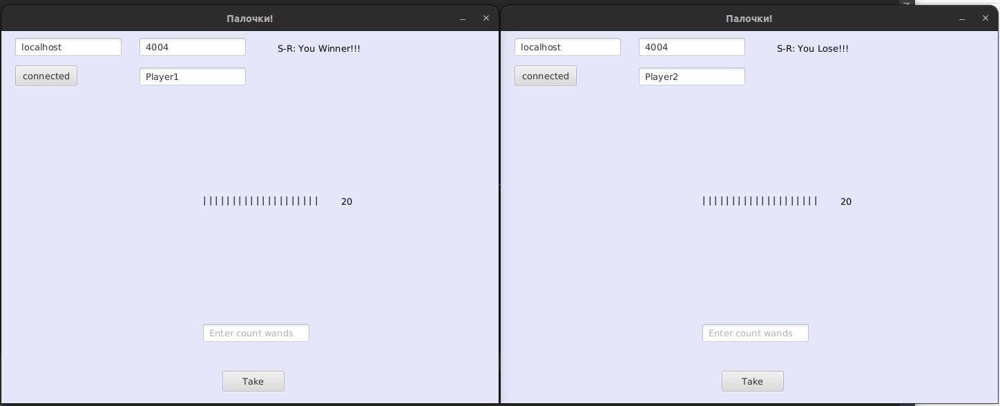 Палочки!
localhost
4004
S-R: You Winner!!!
connected
Player1
|||||||||||||||||||| 20
Enter count wands
Take
Палочки!
localhost
4004
S-R: You Lose!!!
connected
Player2
|||||||||||||||||||| 20
Enter count wands
Take